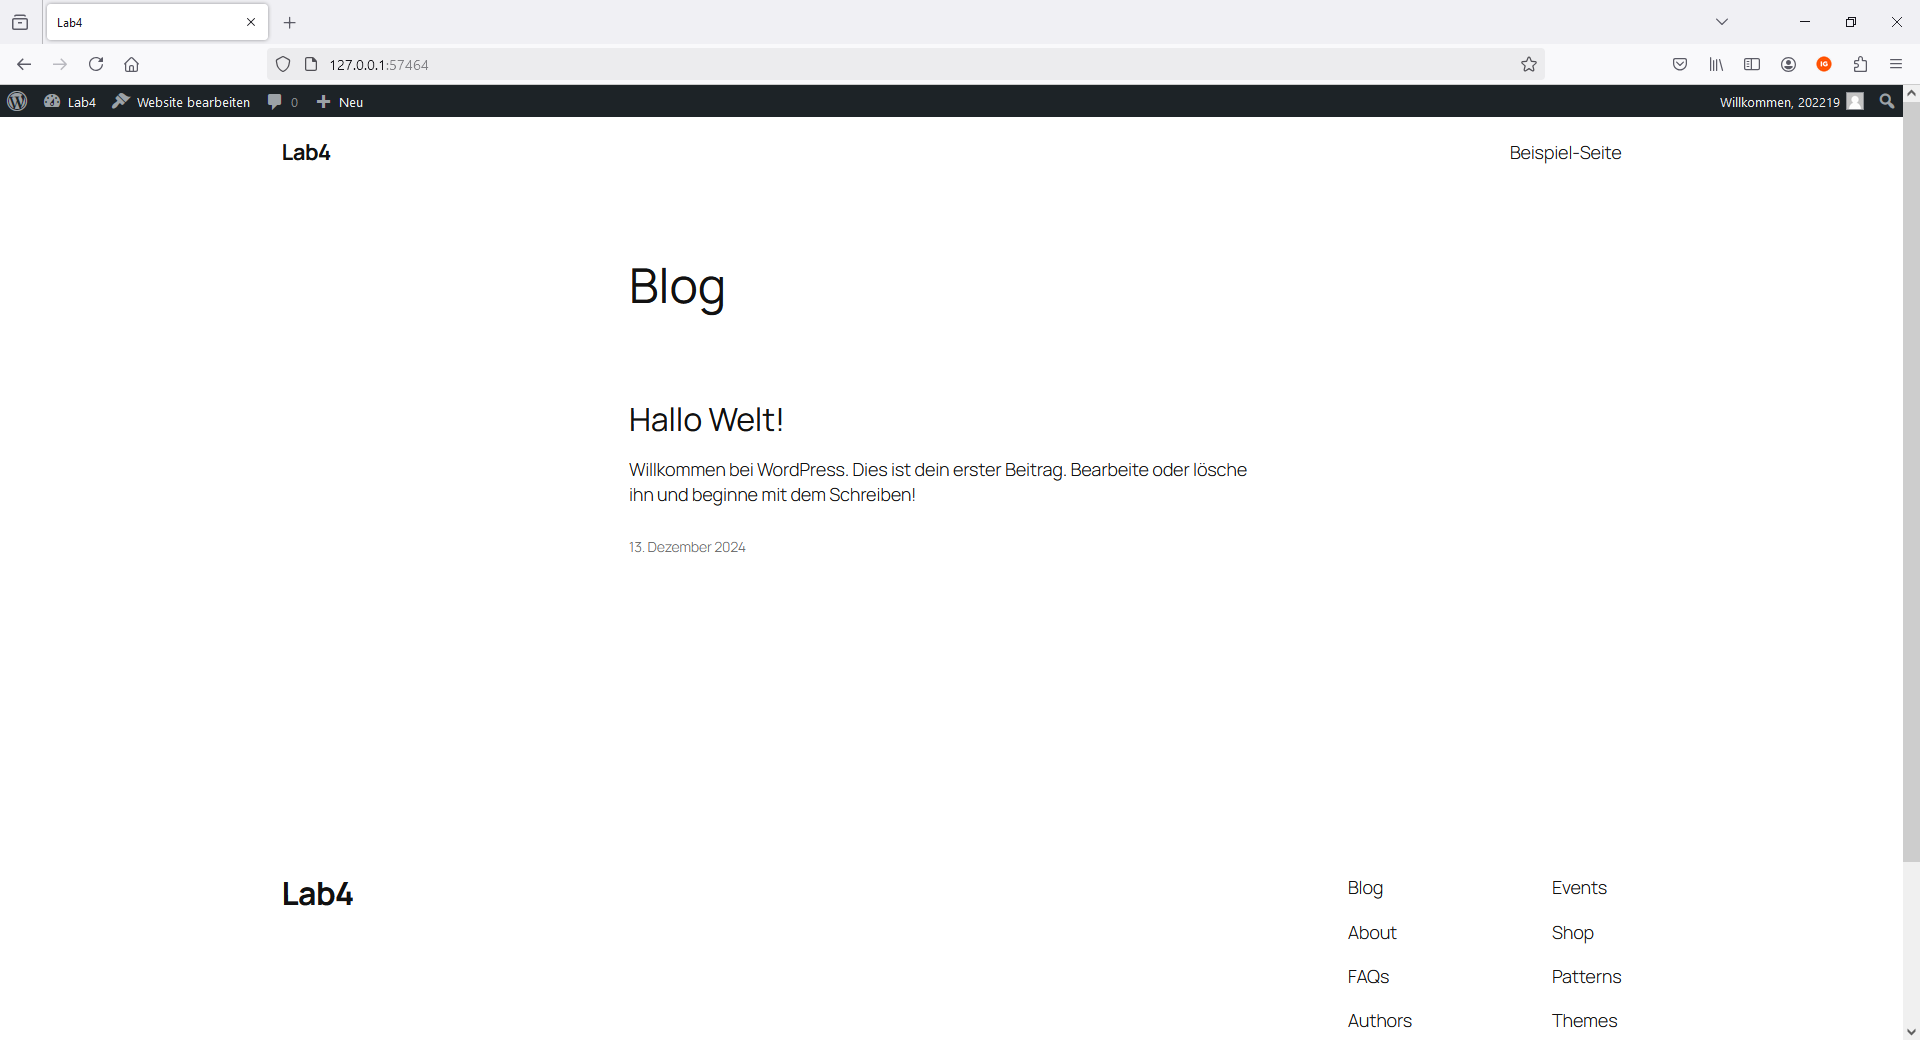 Lab4
127.0.0.1:57464
Lab4 Website bearbeiten 0 Neu Willkommen, 202219
Lab4 Beispiel-Seite
Blog
Hallo Welt!
Willkommen bei WordPress. Dies ist dein erster Beitrag. Bearbeite oder lösche
ihn und beginne mit dem Schreiben!
13. Dezember 2024
Lab4
Blog Events
About Shop
FAQs Patterns
Authors Themes